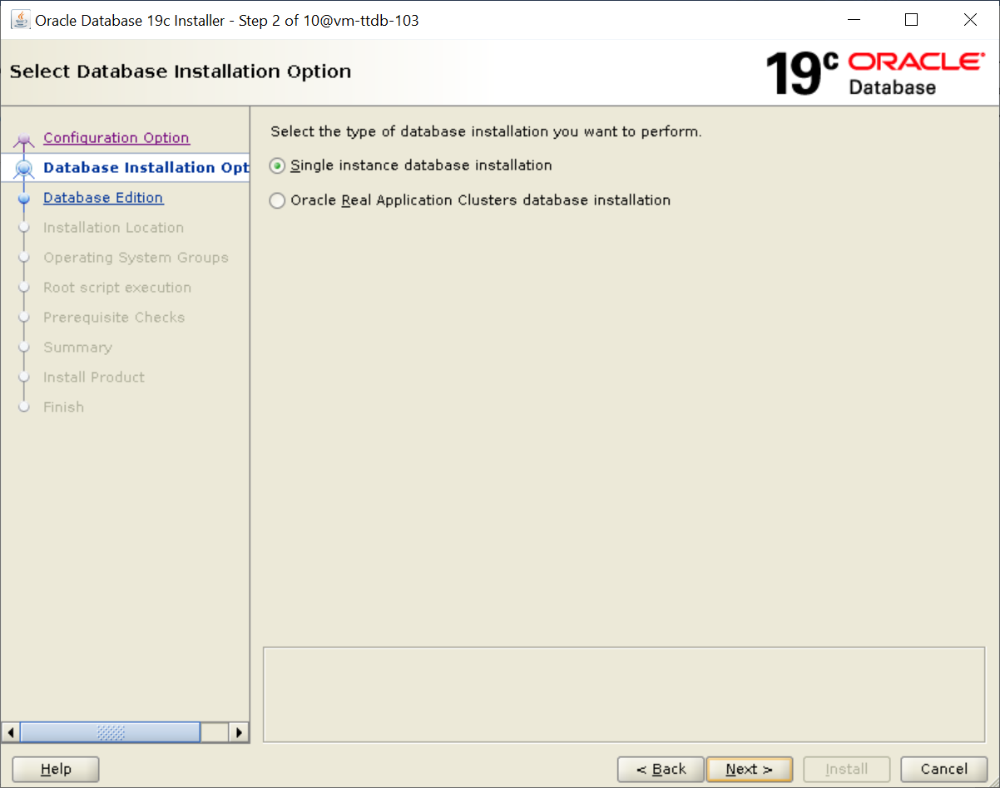 Oracle Database 19c Installer - Step 2 of 10@vm-ttdb-103
Select Database Installation Option
19c ORACLE
Database
Configuration Option
Database Installation Opt
Database Edition
Installation Location
Operating System Groups
Root script execution
Prerequisite Checks
Summary
Install Product
Finish
Select the type of database installation you want to perform.
Single instance database installation
Oracle Real Application Clusters database installation
Help
< Back
Next >
Install
Cancel